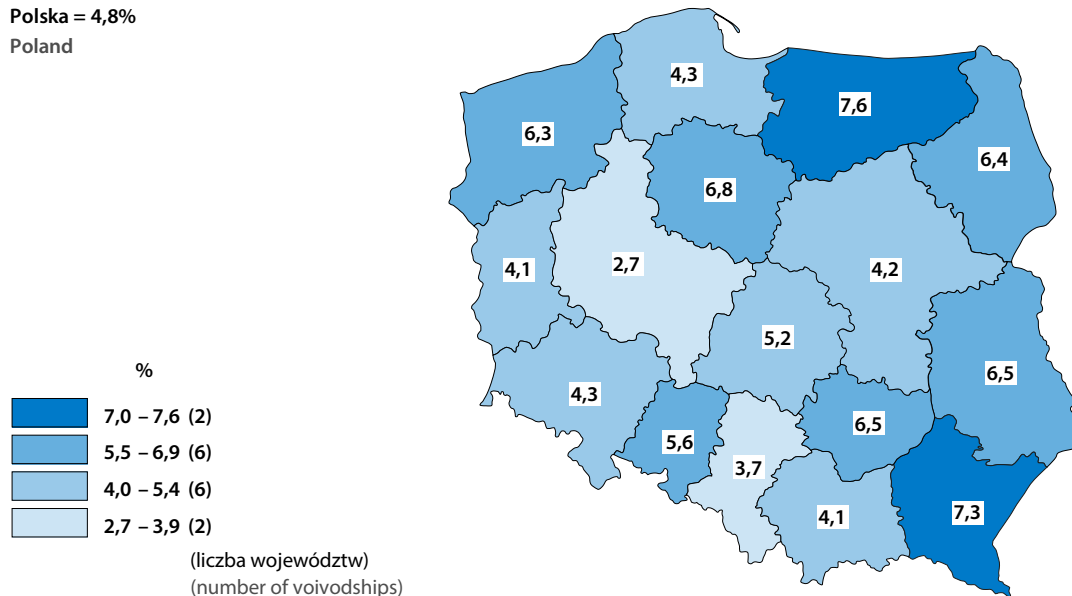 Polska = 4,8%
Poland
4,3
7,6
6,3
6,4
6,8
4,1
2,7
4,2
5,2
6,5
4,3
6,5
5,6
3,7
4,1
7,3
%
7,0 – 7,6 (2)
5,5 – 6,9 (6)
4,0 – 5,4 (6)
2,7 – 3,9 (2)
(liczba województw)
(number of voivodships)